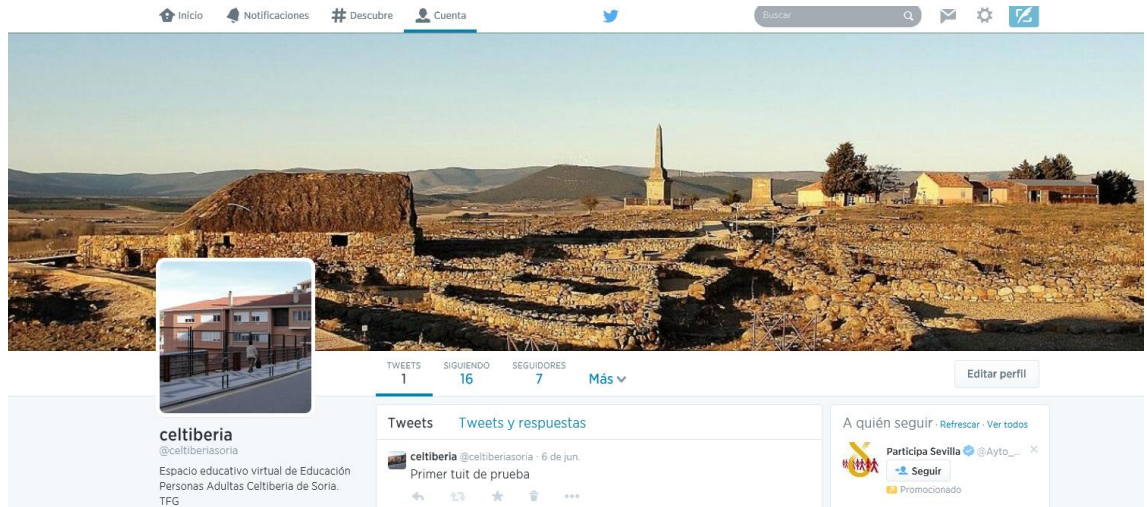 Inicio Notificaciones Descubre Cuenta Buscar
TWEETS SIGUIENDO SEGUIDORES
1 16 7 Más
Editar perfil
celtiberia
@celtiberiasoria
Espacio educativo virtual de Educación
Personas Adultas Celtiberia de Soria.
TFG
Tweets Tweets y respuestas
celtiberia @celtiberiasoria · 6 de jun.
Primer tuit de prueba
A quién seguir · Refrescar · Ver todos
Participa Sevilla @Ayto_...
Seguir
Promocionado